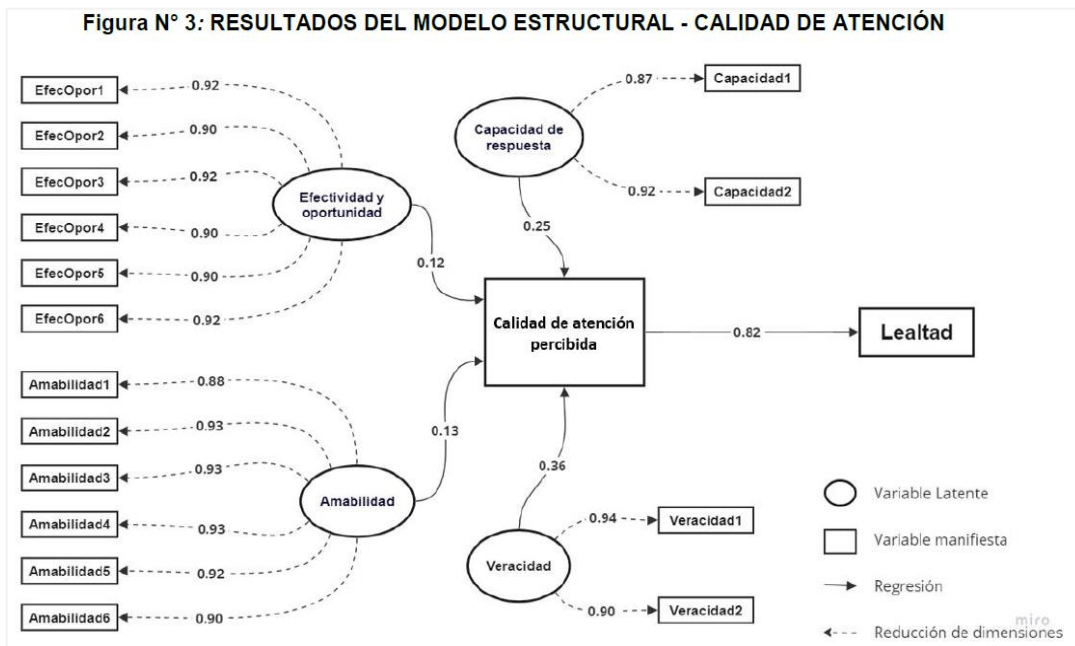 Figura N° 3: RESULTADOS DEL MODELO ESTRUCTURAL - CALIDAD DE ATENCIÓN
EfecOpor1
0.92
EfecOpor2
0.90
EfecOpor3
0.92
EfecOpor4
0.90
EfecOpor5
0.90
EfecOpor6
0.92
Efectividad y
oportunidad
0.12
Capacidad de
respuesta
0.87
Capacidad1
0.92
Capacidad2
0.25
Calidad de atención
percibida
0.82
Lealtad
Amabilidad1
0.88
Amabilidad2
0.93
Amabilidad3
0.93
Amabilidad4
0.93
Amabilidad5
0.92
Amabilidad6
0.90
Amabilidad
0.13
0.36
Veracidad
0.94
Veracidad1
0.90
Veracidad2
Variable Latente
Variable manifiesta
Regresión
Reducción de dimensiones
miro